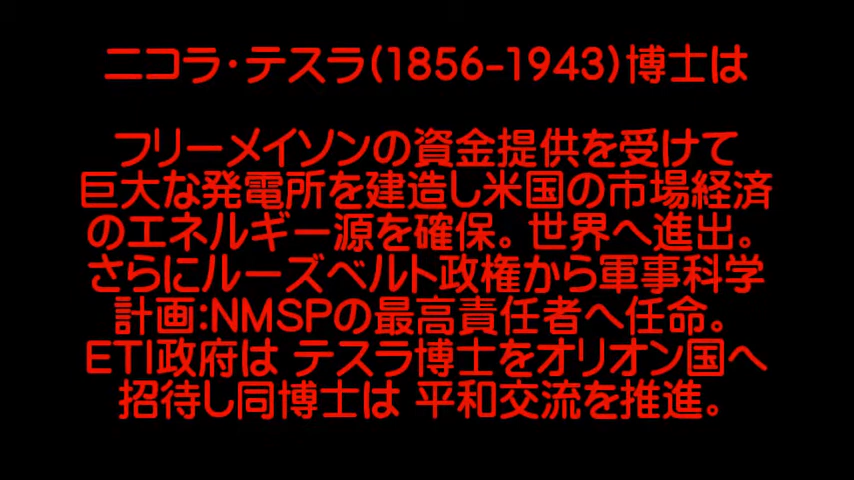 ニコラ・テスラ(1856-1943)博士は
フリーメイソンの資金提供を受けて
巨大な発電所を建造し米国の市場経済
のエネルギー源を確保。世界へ進出。
さらにルーズベルト政権から軍事科学
計画:NMSPの最高責任者へ任命。
ETI政府は テスラ博士をオリオン国へ
招待し同博士は 平和交流を推進。